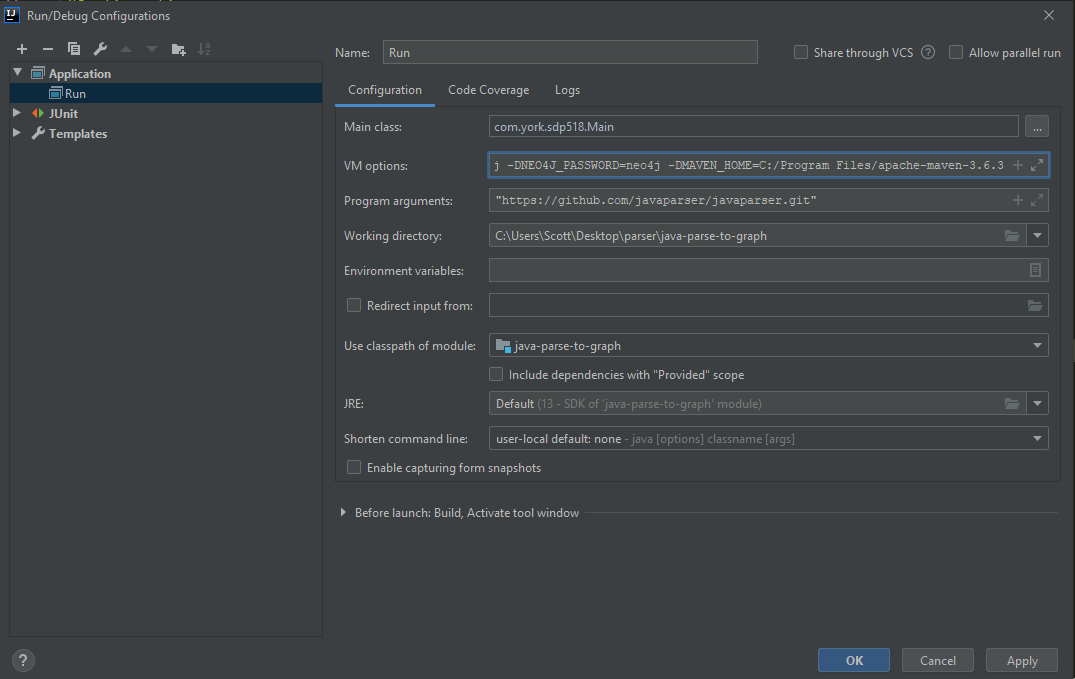 Run/Debug Configurations
Name: Run Share through VCS ? Allow parallel run
Application
Run
JUnit
Templates
Configuration Code Coverage Logs
Main class: com.york.sdp518.Main ...
VM options: j -DNEO4J_PASSWORD=neo4j -DMAVEN_HOME=C:/Program Files/apache-maven-3.6.3
Program arguments: "https://github.com/javaparser/javaparser.git"
Working directory: C:\Users\Scott\Desktop\parser\java-parse-to-graph
Environment variables:
Redirect input from:
Use classpath of module: java-parse-to-graph
Include dependencies with "Provided" scope
JRE: Default (13 - SDK of 'java-parse-to-graph' module)
Shorten command line: user-local default: none - java [options] classname [args]
Enable capturing form snapshots
Before launch: Build, Activate tool window
? OK Cancel Apply